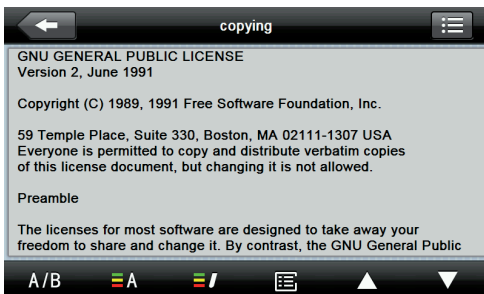 copying
GNU GENERAL PUBLIC LICENSE
Version 2, June 1991
Copyright (C) 1989, 1991 Free Software Foundation, Inc.
59 Temple Place, Suite 330, Boston, MA 02111-1307 USA
Everyone is permitted to copy and distribute verbatim copies
of this license document, but changing it is not allowed.
Preamble
The licenses for most software are designed to take away your
freedom to share and change it. By contrast, the GNU General Public
A/B
A